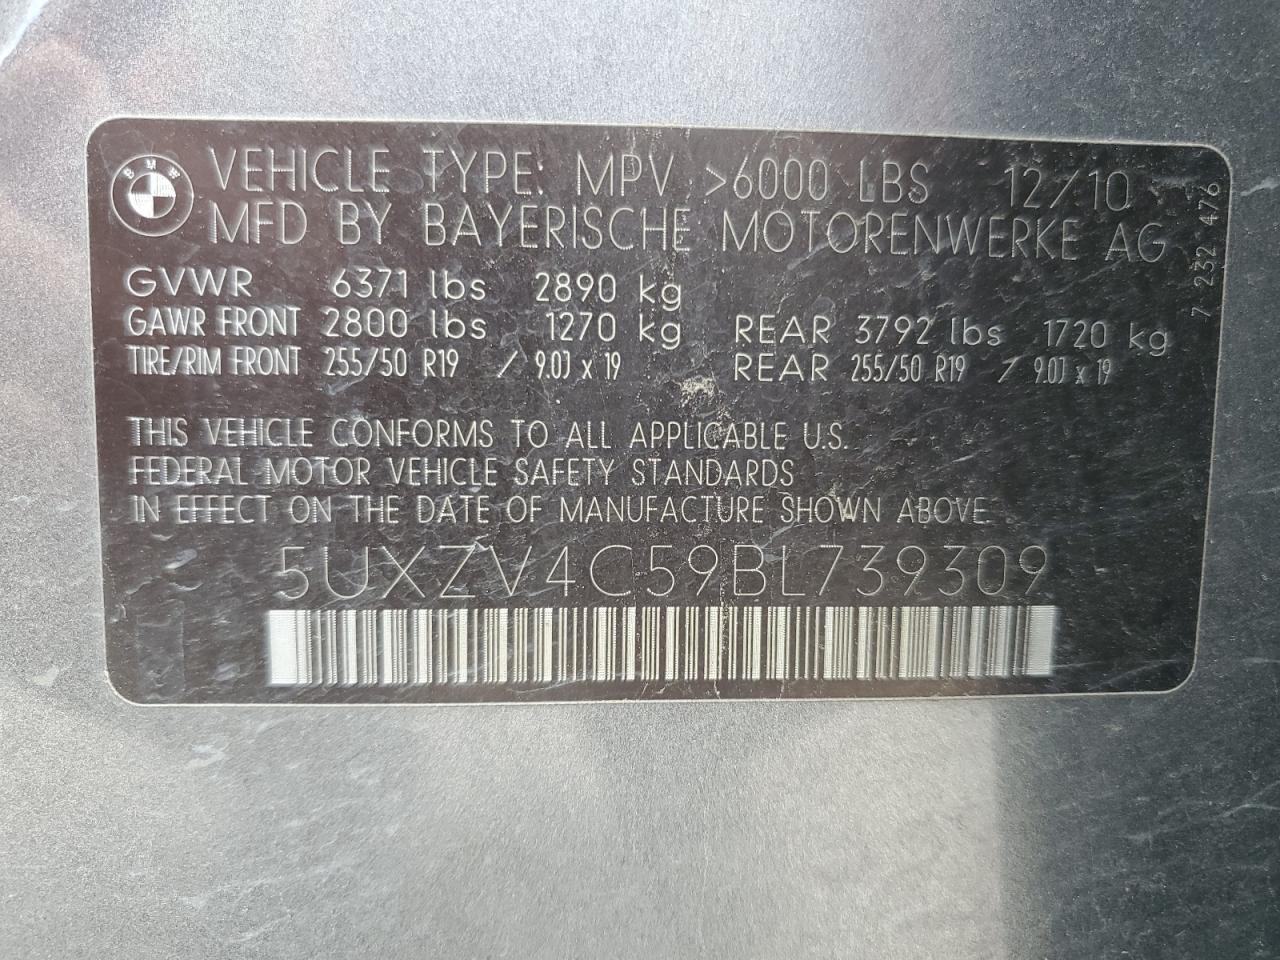 BMW
VEHICLE TYPE: MPV >6000 LBS 12/10
MFD BY BAYERISCHE MOTORENWERKE AG
GVWR 6371 lbs 2890 kg
GAWR FRONT 2800 lbs 1270 kg REAR 3792 lbs 1720 kg
TIRE/RIM FRONT 255/50 R19 / 9.0J x 19 REAR 255/50 R19 / 9.0J x 19
THIS VEHICLE CONFORMS TO ALL APPLICABLE U.S.
FEDERAL MOTOR VEHICLE SAFETY STANDARDS
IN EFFECT ON THE DATE OF MANUFACTURE SHOWN ABOVE.
5UXZV4C59BL739309
7 232 476